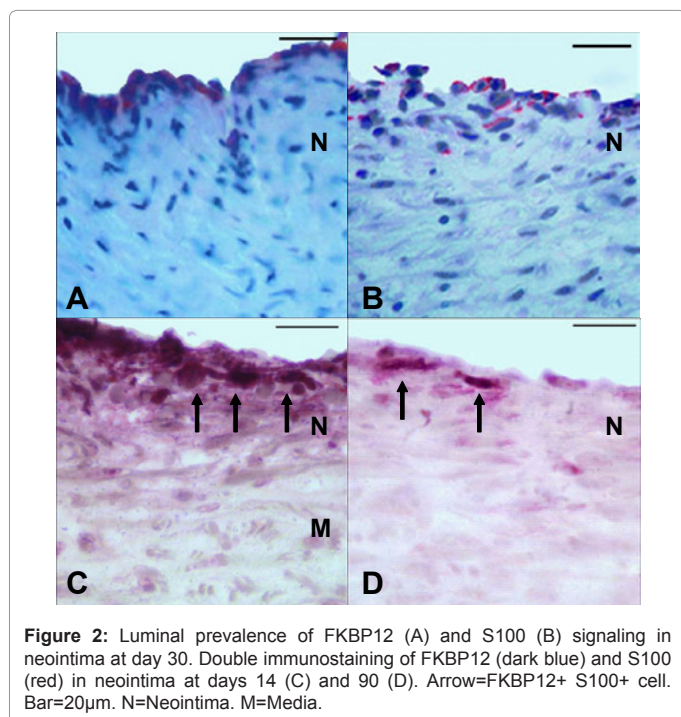 N
N
A
B
N
N
M
C
D
Figure 2: Luminal prevalence of FKBP12 (A) and S100 (B) signaling in
neointima at day 30. Double immunostaining of FKBP12 (dark blue) and S100
(red) in neointima at days 14 (C) and 90 (D). Arrow=FKBP12+ S100+ cell.
Bar=20μm. N=Neointima. M=Media.